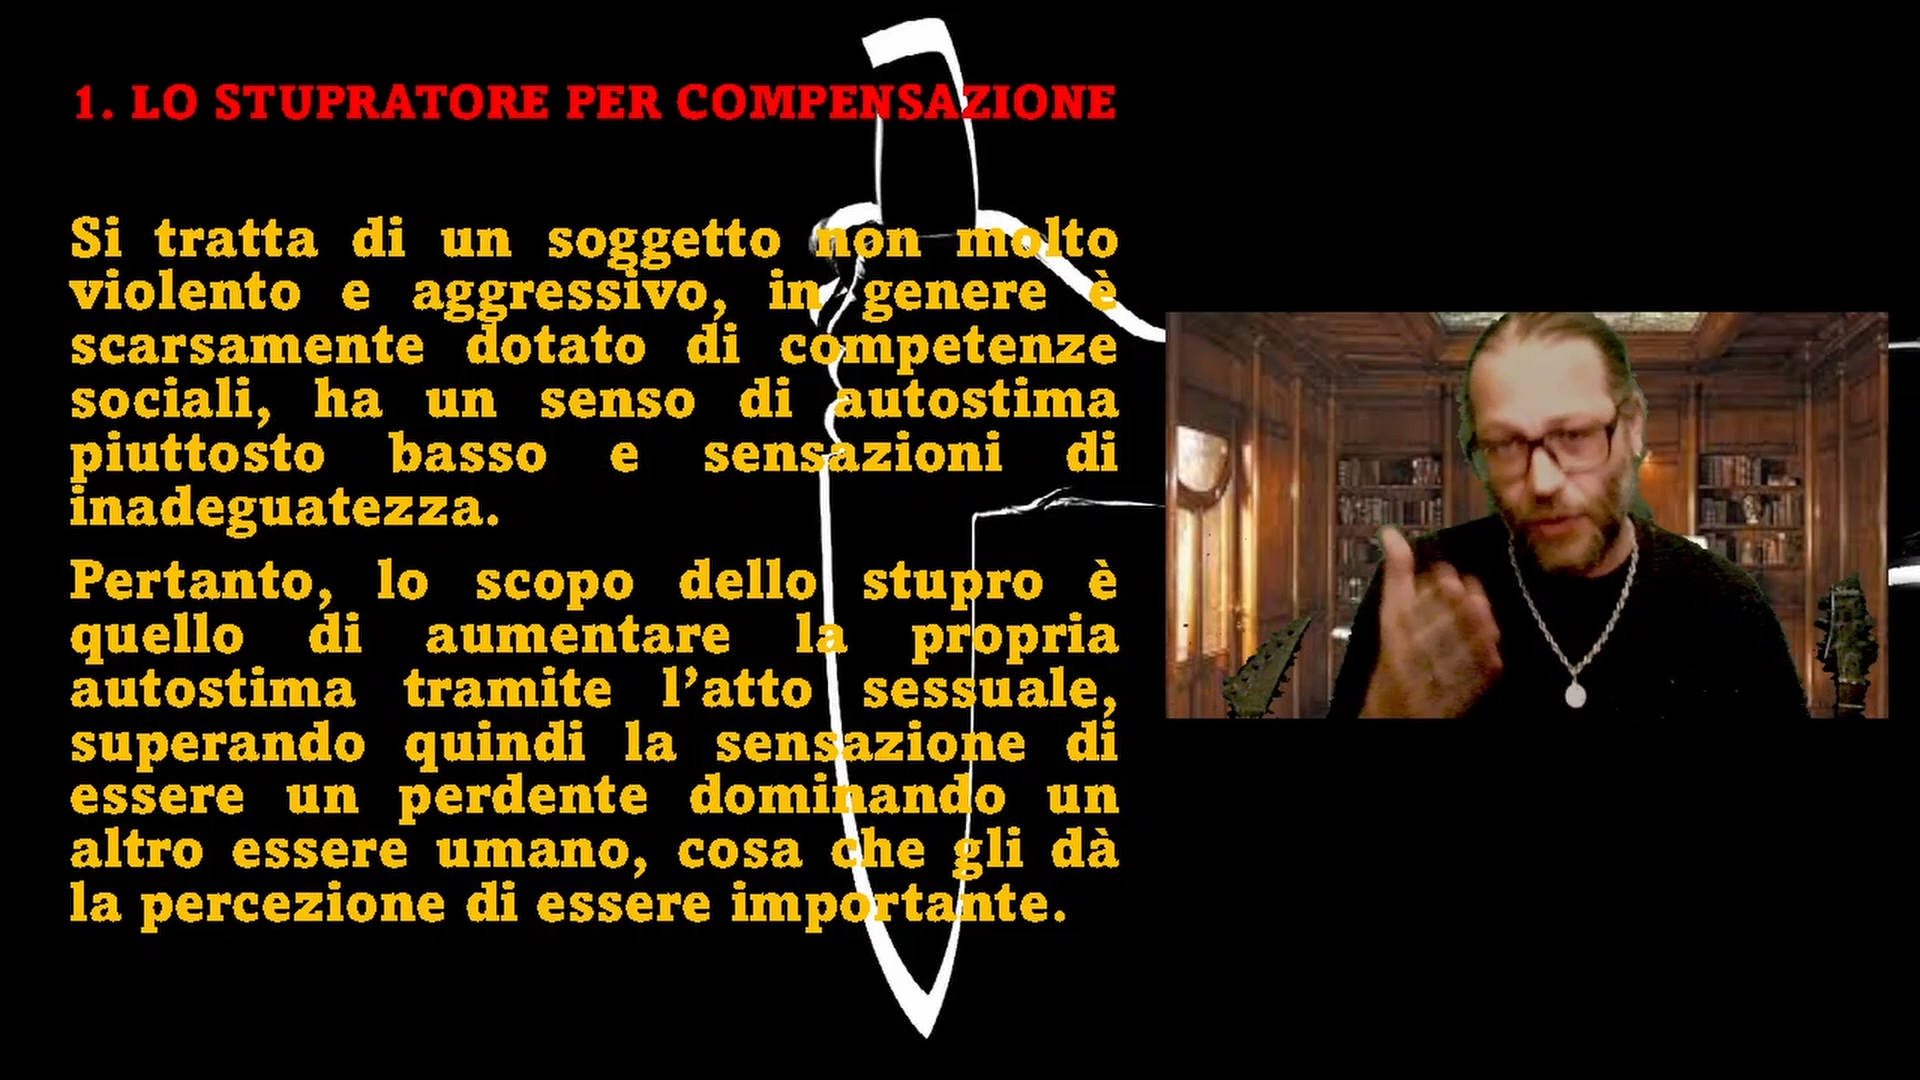 1. LO STUPRATORE PER COMPENSAZIONE
Si tratta di un soggetto non molto
violento e aggressivo, in genere è
scarsamente dotato di competenze
sociali, ha un senso di autostima
piuttosto basso e sensazioni di
inadeguatezza.
Pertanto, lo scopo dello stupro è
quello di aumentare la propria
autostima tramite l’atto sessuale,
superando quindi la sensazione di
essere un perdente dominando un
altro essere umano, cosa che gli dà
la percezione di essere importante.